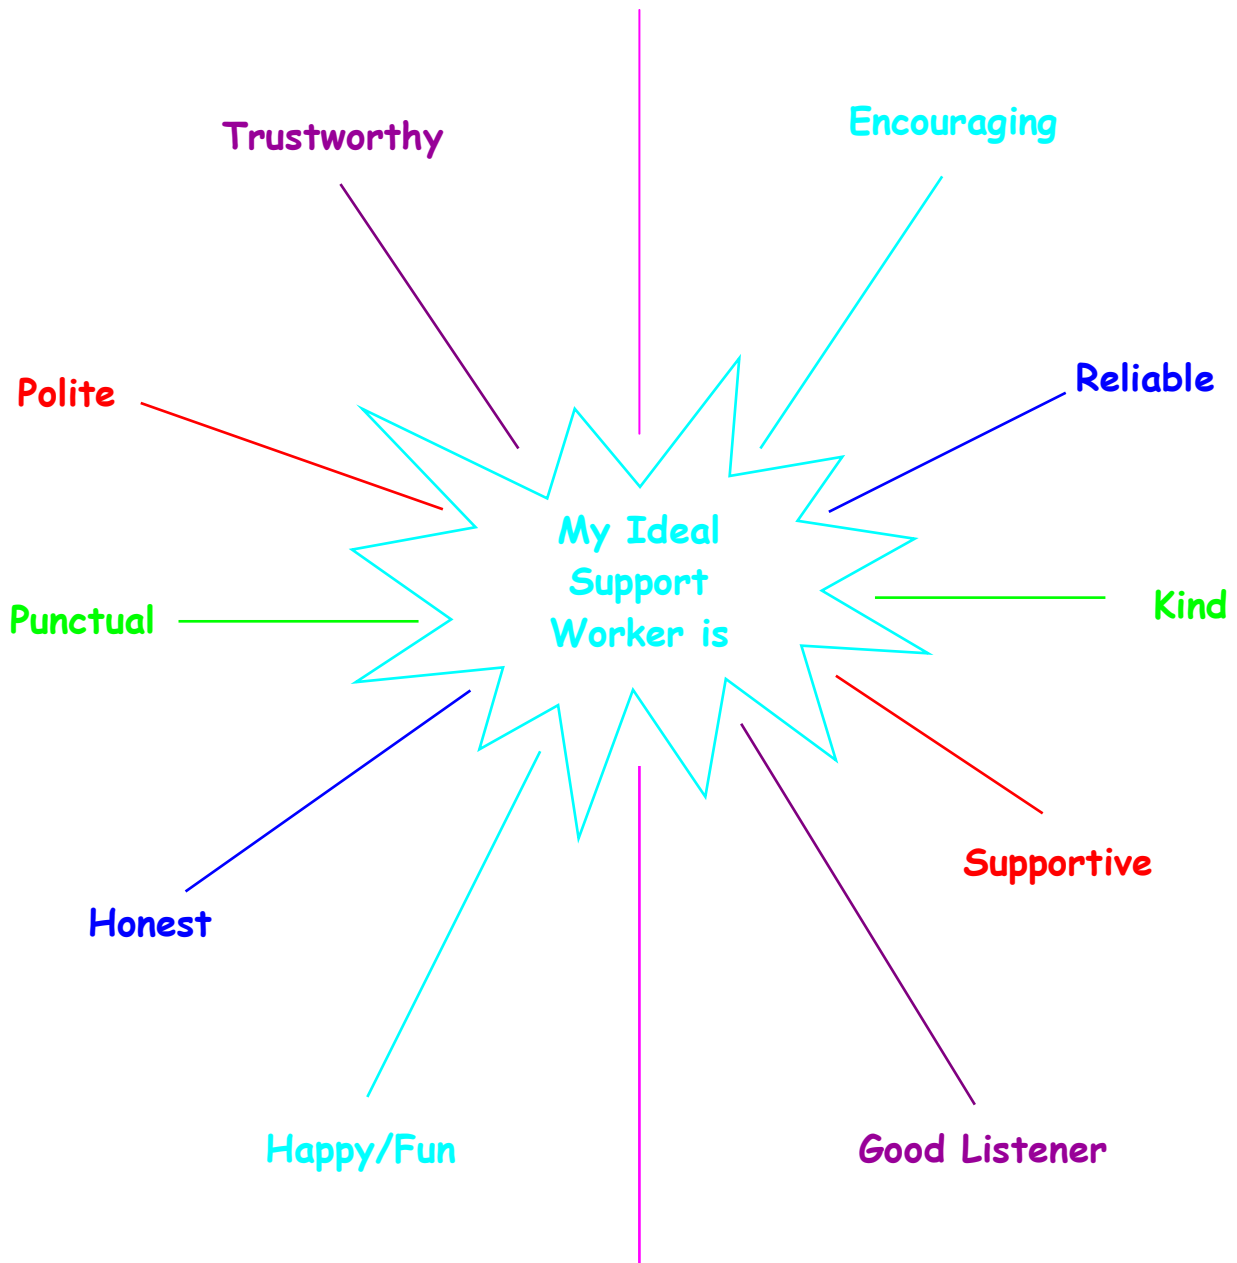 Trustworthy
Encouraging
Polite
Reliable
My Ideal
Support
Worker is
Punctual
Kind
Honest
Supportive
Happy/Fun
Good Listener